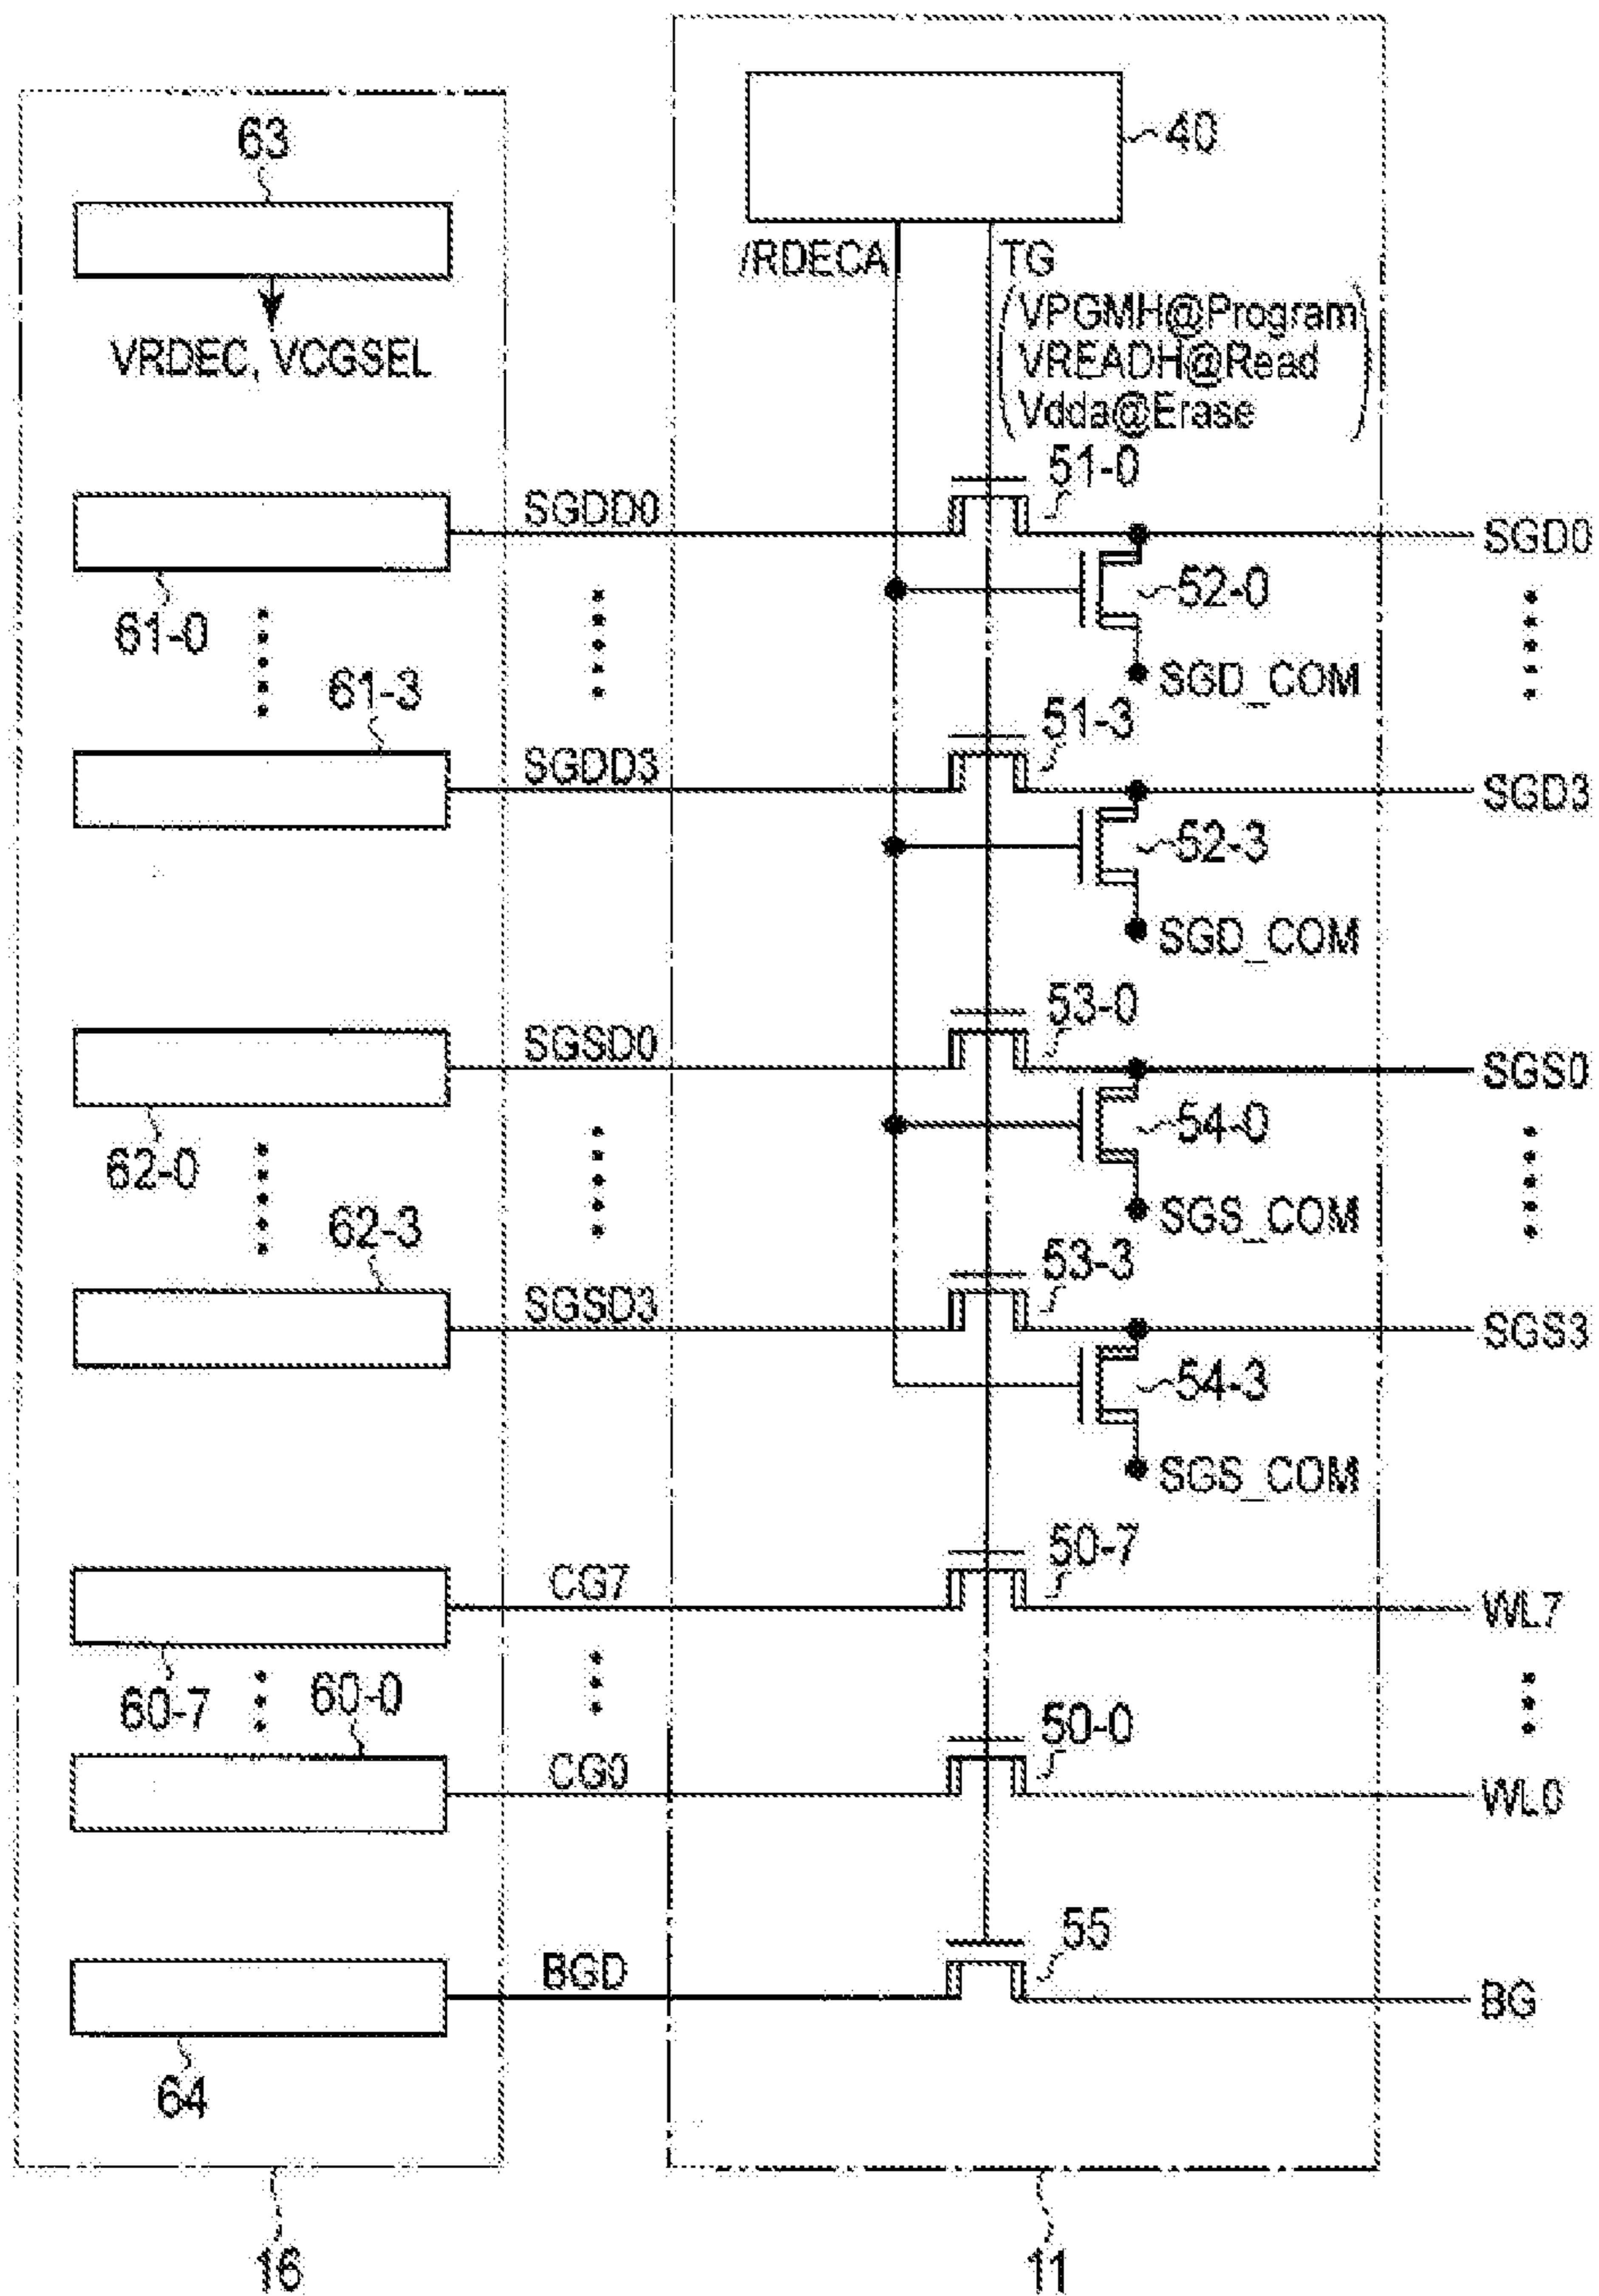 63
40
/RDECA
TG
VPGMH@Program
VREADH@Read
Vdda@Erase
VRDEC, VCGSEL
51-0
SGDD0
SGD0
61-0
52-0
SGD_COM
61-3
51-3
SGDD3
SGD3
52-3
SGD_COM
53-0
SGSD0
SGS0
62-0
54-0
SGS_COM
62-3
53-3
SGSD3
SGS3
54-3
SGS_COM
50-7
CG7
WL7
60-7
60-0
50-0
CG0
WL0
55
BGD
BG
64
16
11